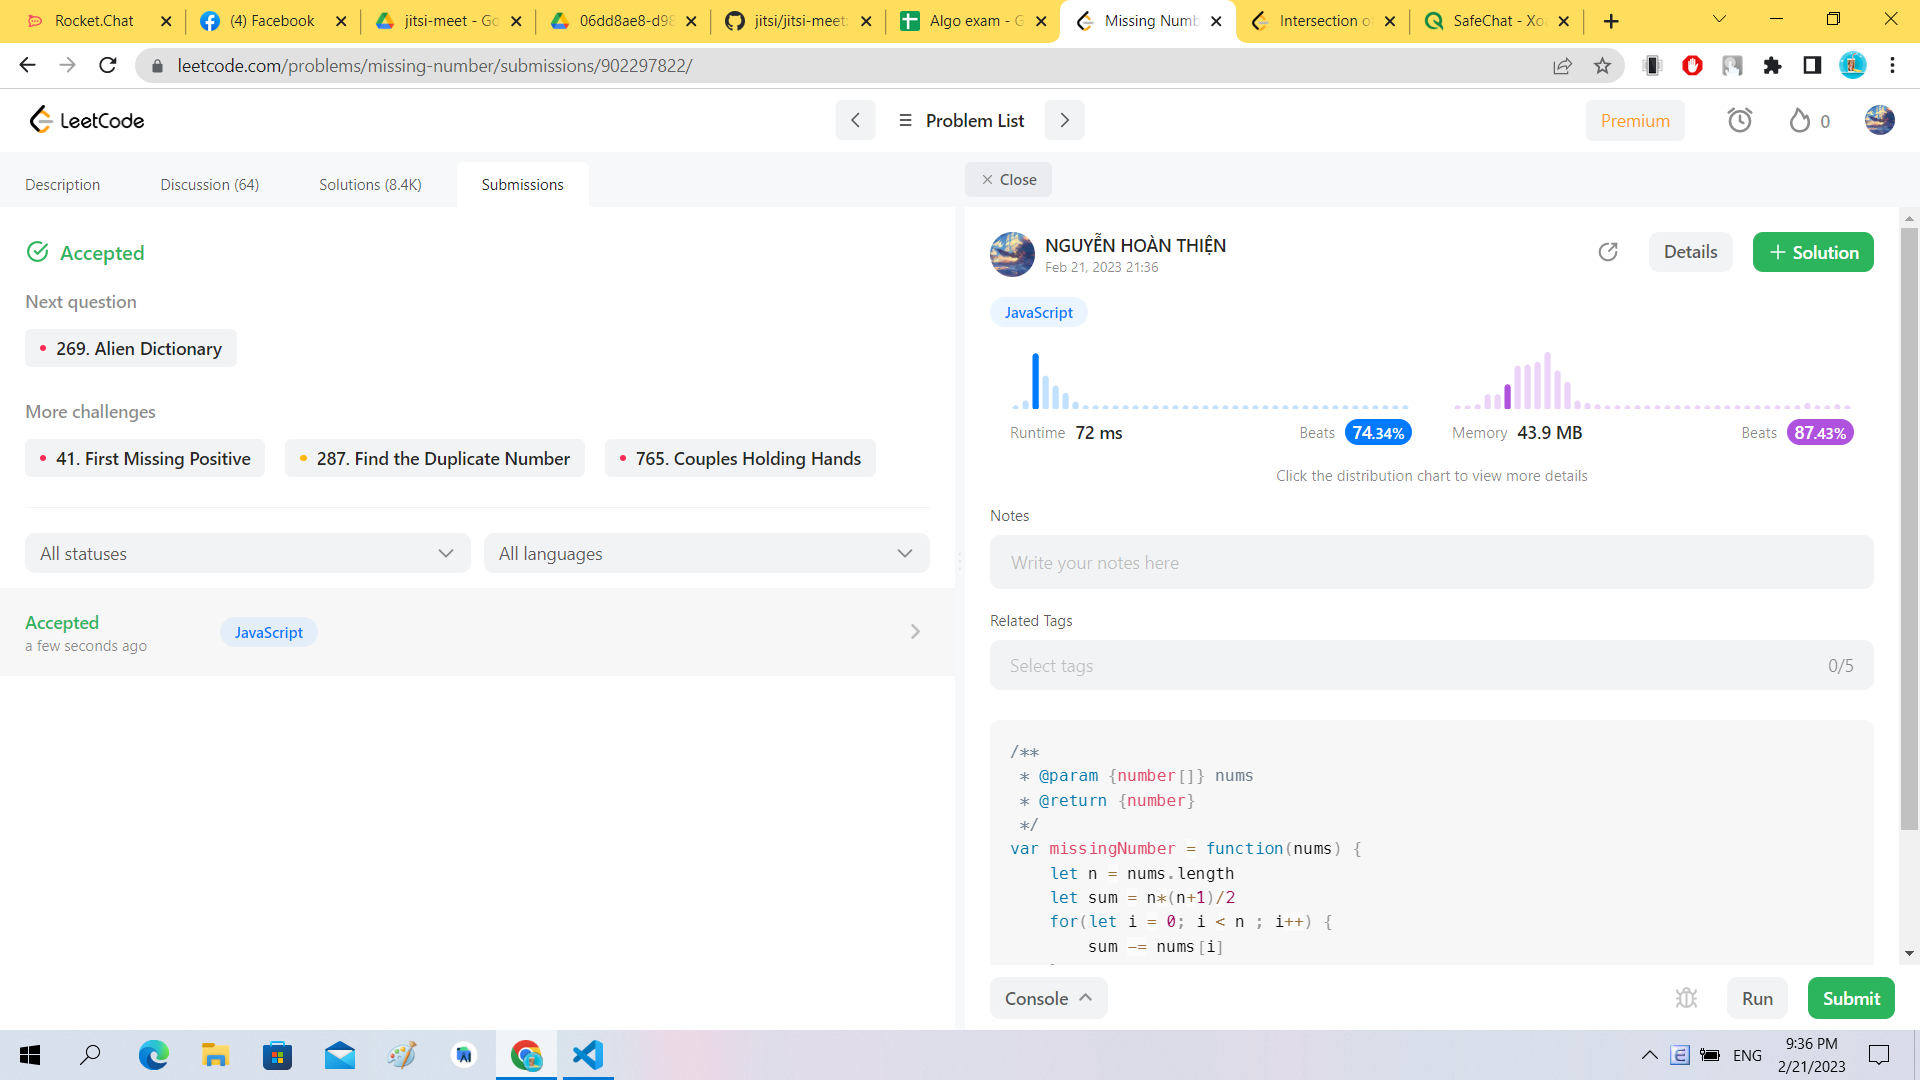 Rocket.Chat
(4) Facebook
jitsi-meet - Go
06dd8ae8-d98
jitsi/jitsi-meet:
Algo exam - G
Missing Numb
Intersection of
SafeChat - Xo
leetcode.com/problems/missing-number/submissions/902297822/
LeetCode
Problem List
Premium
0
Description
Discussion (64)
Solutions (8.4K)
Submissions
Close
Accepted
Next question
269. Alien Dictionary
More challenges
41. First Missing Positive
287. Find the Duplicate Number
765. Couples Holding Hands
All statuses
All languages
Accepted
a few seconds ago
JavaScript
NGUYỄN HOÀN THIỆN
Feb 21, 2023 21:36
Details
+ Solution
JavaScript
Runtime 72 ms
Beats 74.34%
Memory 43.9 MB
Beats 87.43%
Click the distribution chart to view more details
Notes
Write your notes here
Related Tags
Select tags
0/5
/**
* @param {number[]} nums
* @return {number}
*/
var missingNumber = function(nums) {
let n = nums.length
let sum = n*(n+1)/2
for(let i = 0; i < n ; i++) {
sum -= nums[i]
Console
Run
Submit
ENG
9:36 PM
2/21/2023